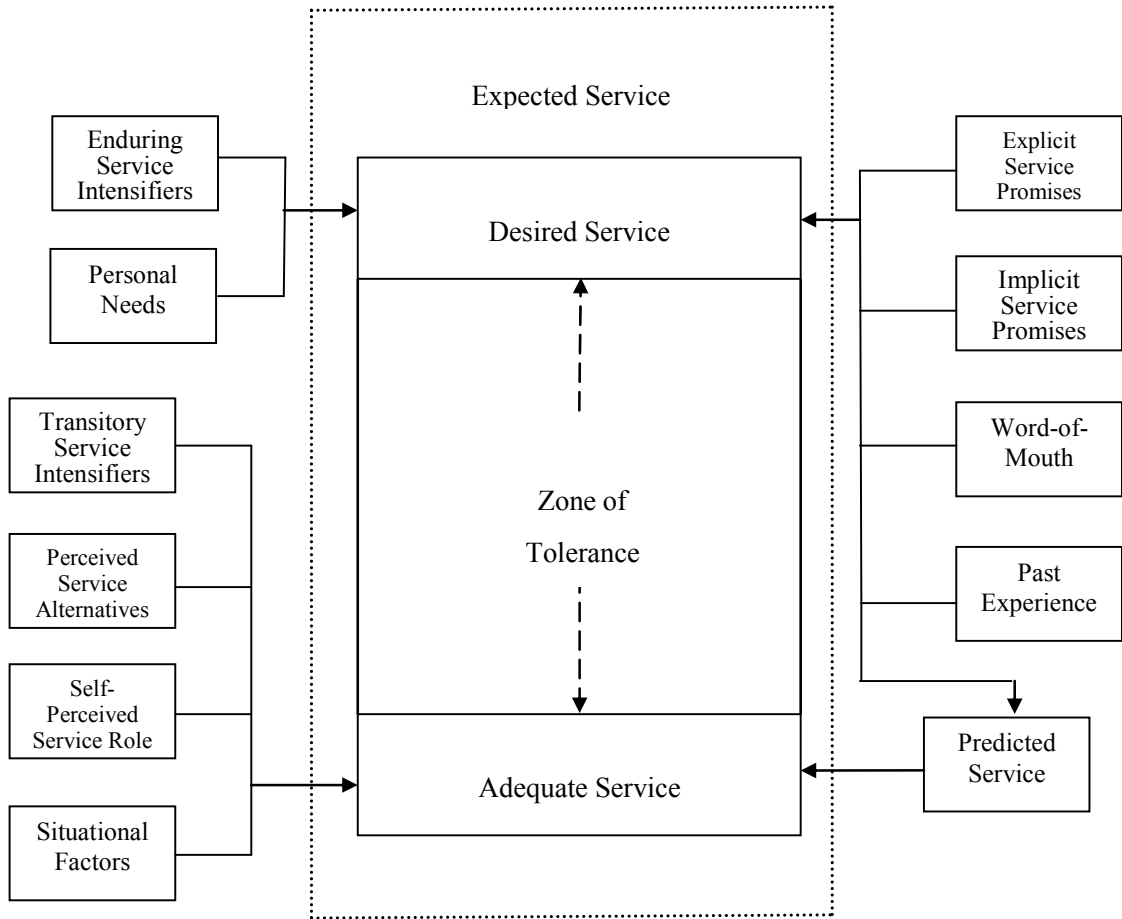 Expected Service
Enduring
Service
Intensifiers
Personal
Needs
Transitory
Service
Intensifiers
Perceived
Service
Alternatives
Self-
Perceived
Service Role
Situational
Factors
Desired Service
Zone of
Tolerance
Adequate Service
Explicit
Service
Promises
Implicit
Service
Promises
Word-of-
Mouth
Past
Experience
Predicted
Service